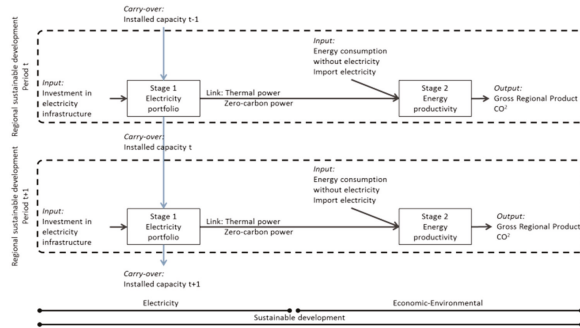 Carry-over:
Installed capacity t-1
Regional sustainable development
Period t
Input:
Investment in
electricity
infrastructure
Stage 1
Electricity
portfolio
Link: Thermal power
Zero-carbon power
Input:
Energy consumption
without electricity
Import electricity
Stage 2
Energy
productivity
Output:
Gross Regional Product
CO²
Carry-over:
Installed capacity t
Regional sustainable development
Period t+1
Input:
Investment in
electricity
infrastructure
Stage 1
Electricity
portfolio
Link: Thermal power
Zero-carbon power
Input:
Energy consumption
without electricity
Import electricity
Stage 2
Energy
productivity
Output:
Gross Regional Product
CO²
Carry-over:
Installed capacity t+1
Electricity
Economic-Environmental
Sustainable development